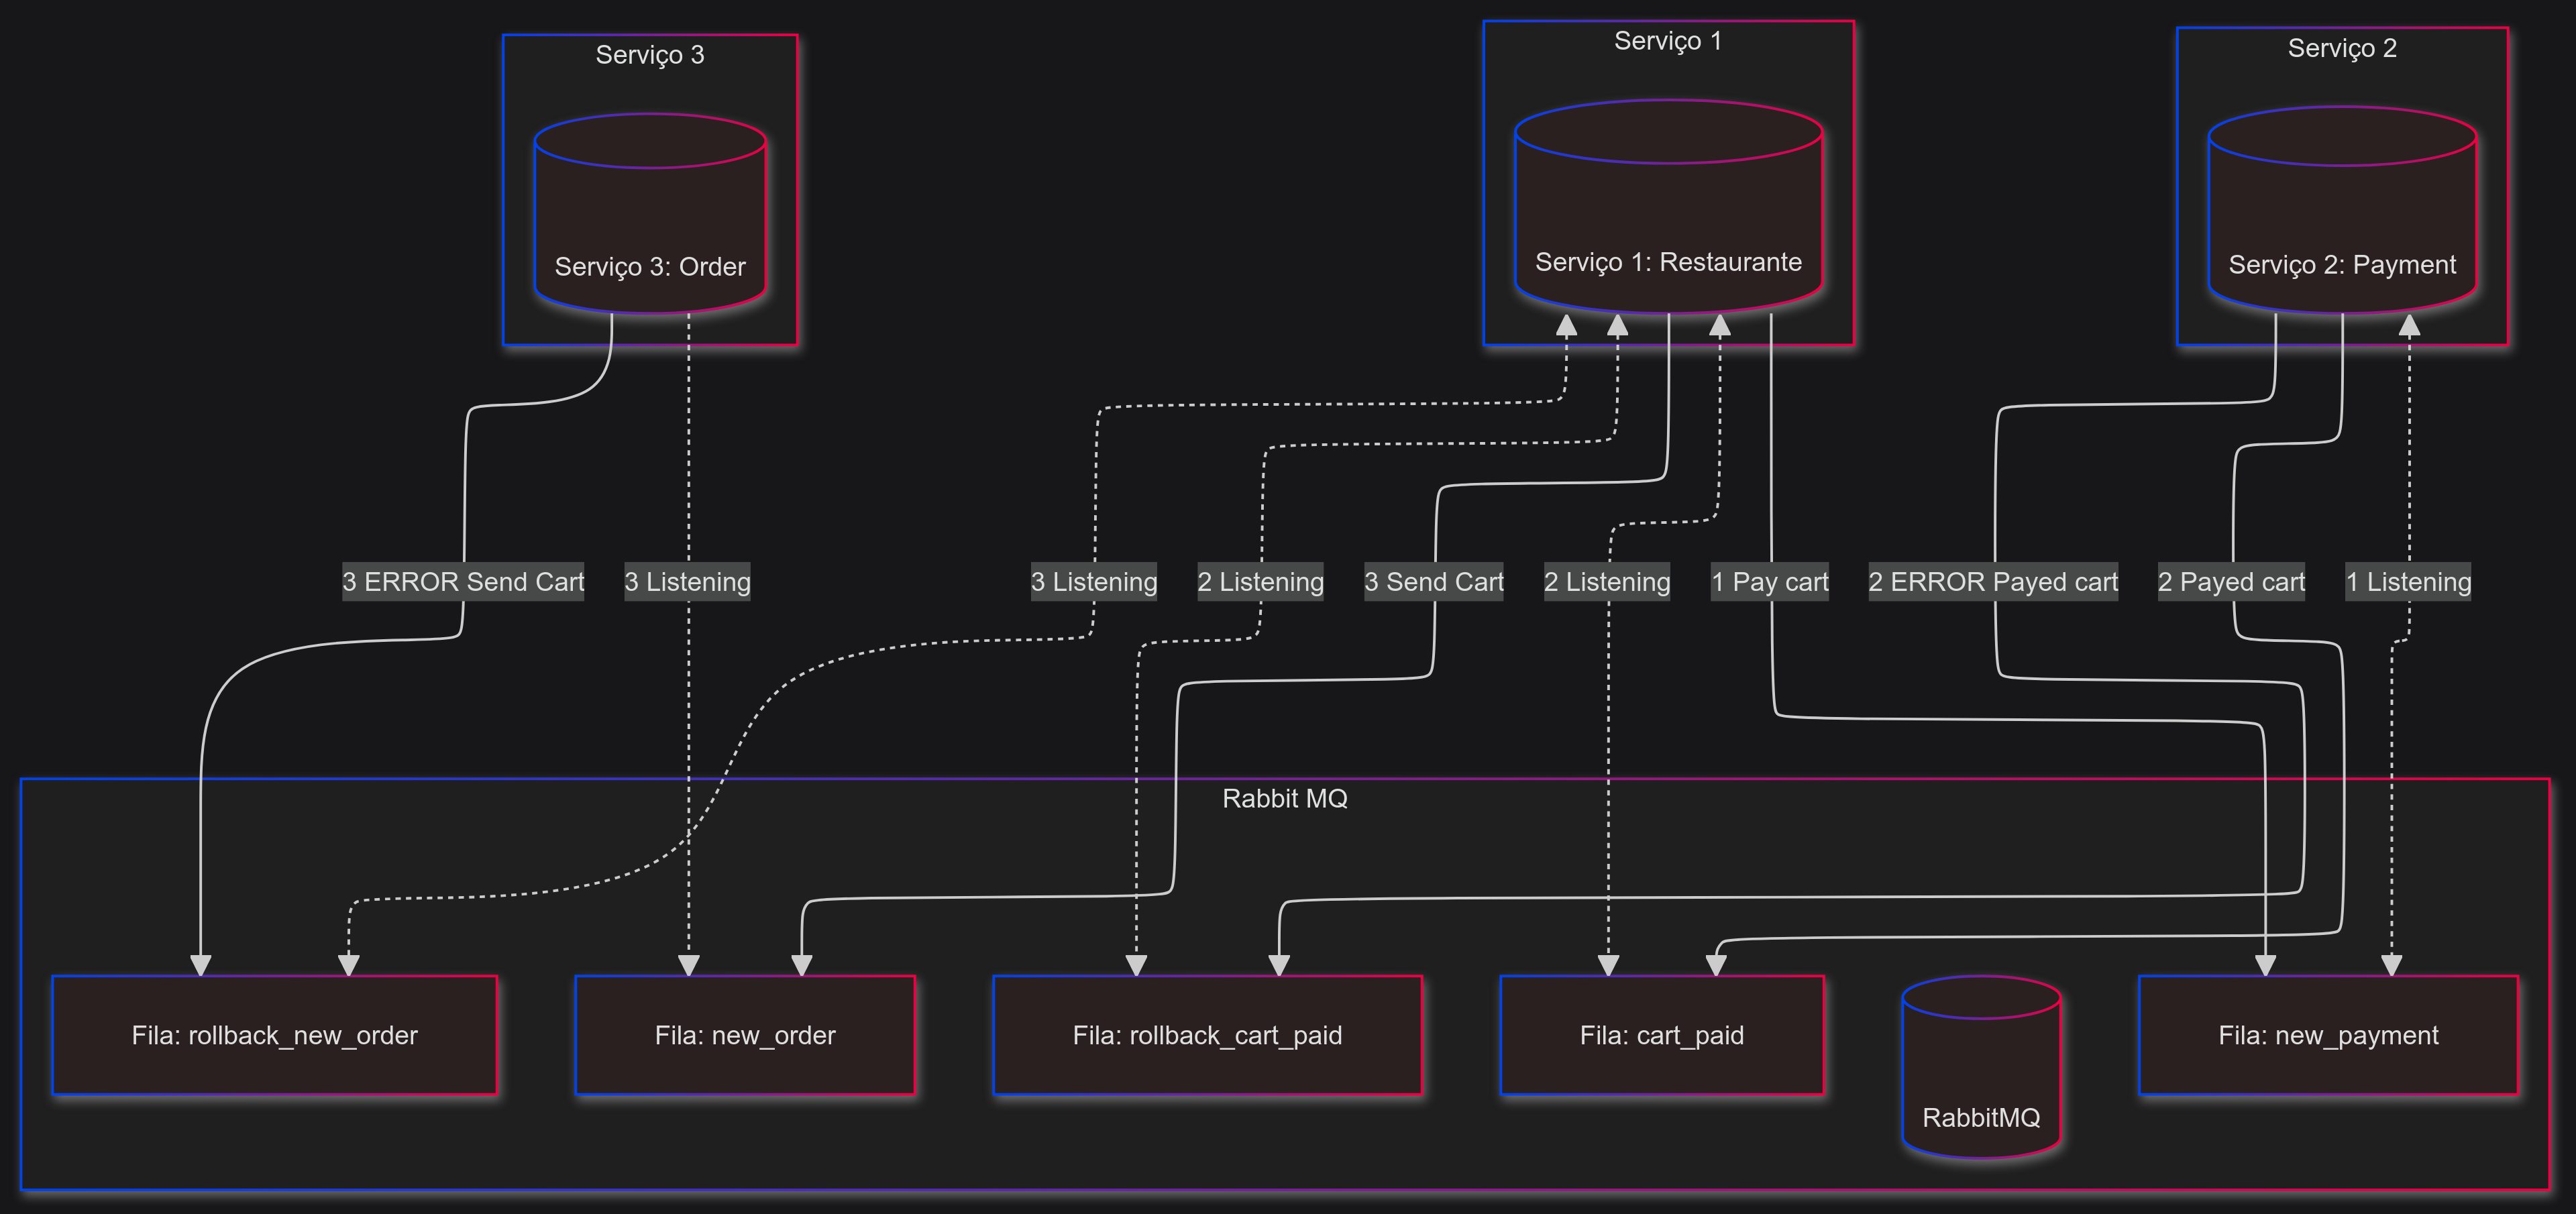 Serviço 3
Serviço 1
Serviço 2
Serviço 3: Order
Serviço 1: Restaurante
Serviço 2: Payment
3 ERROR Send Cart
3 Listening
3 Listening
2 Listening
3 Send Cart
2 Listening
1 Pay cart
2 ERROR Payed cart
2 Payed cart
1 Listening
Rabbit MQ
Fila: rollback_new_order
Fila: new_order
Fila: rollback_cart_paid
Fila: cart_paid
RabbitMQ
Fila: new_payment